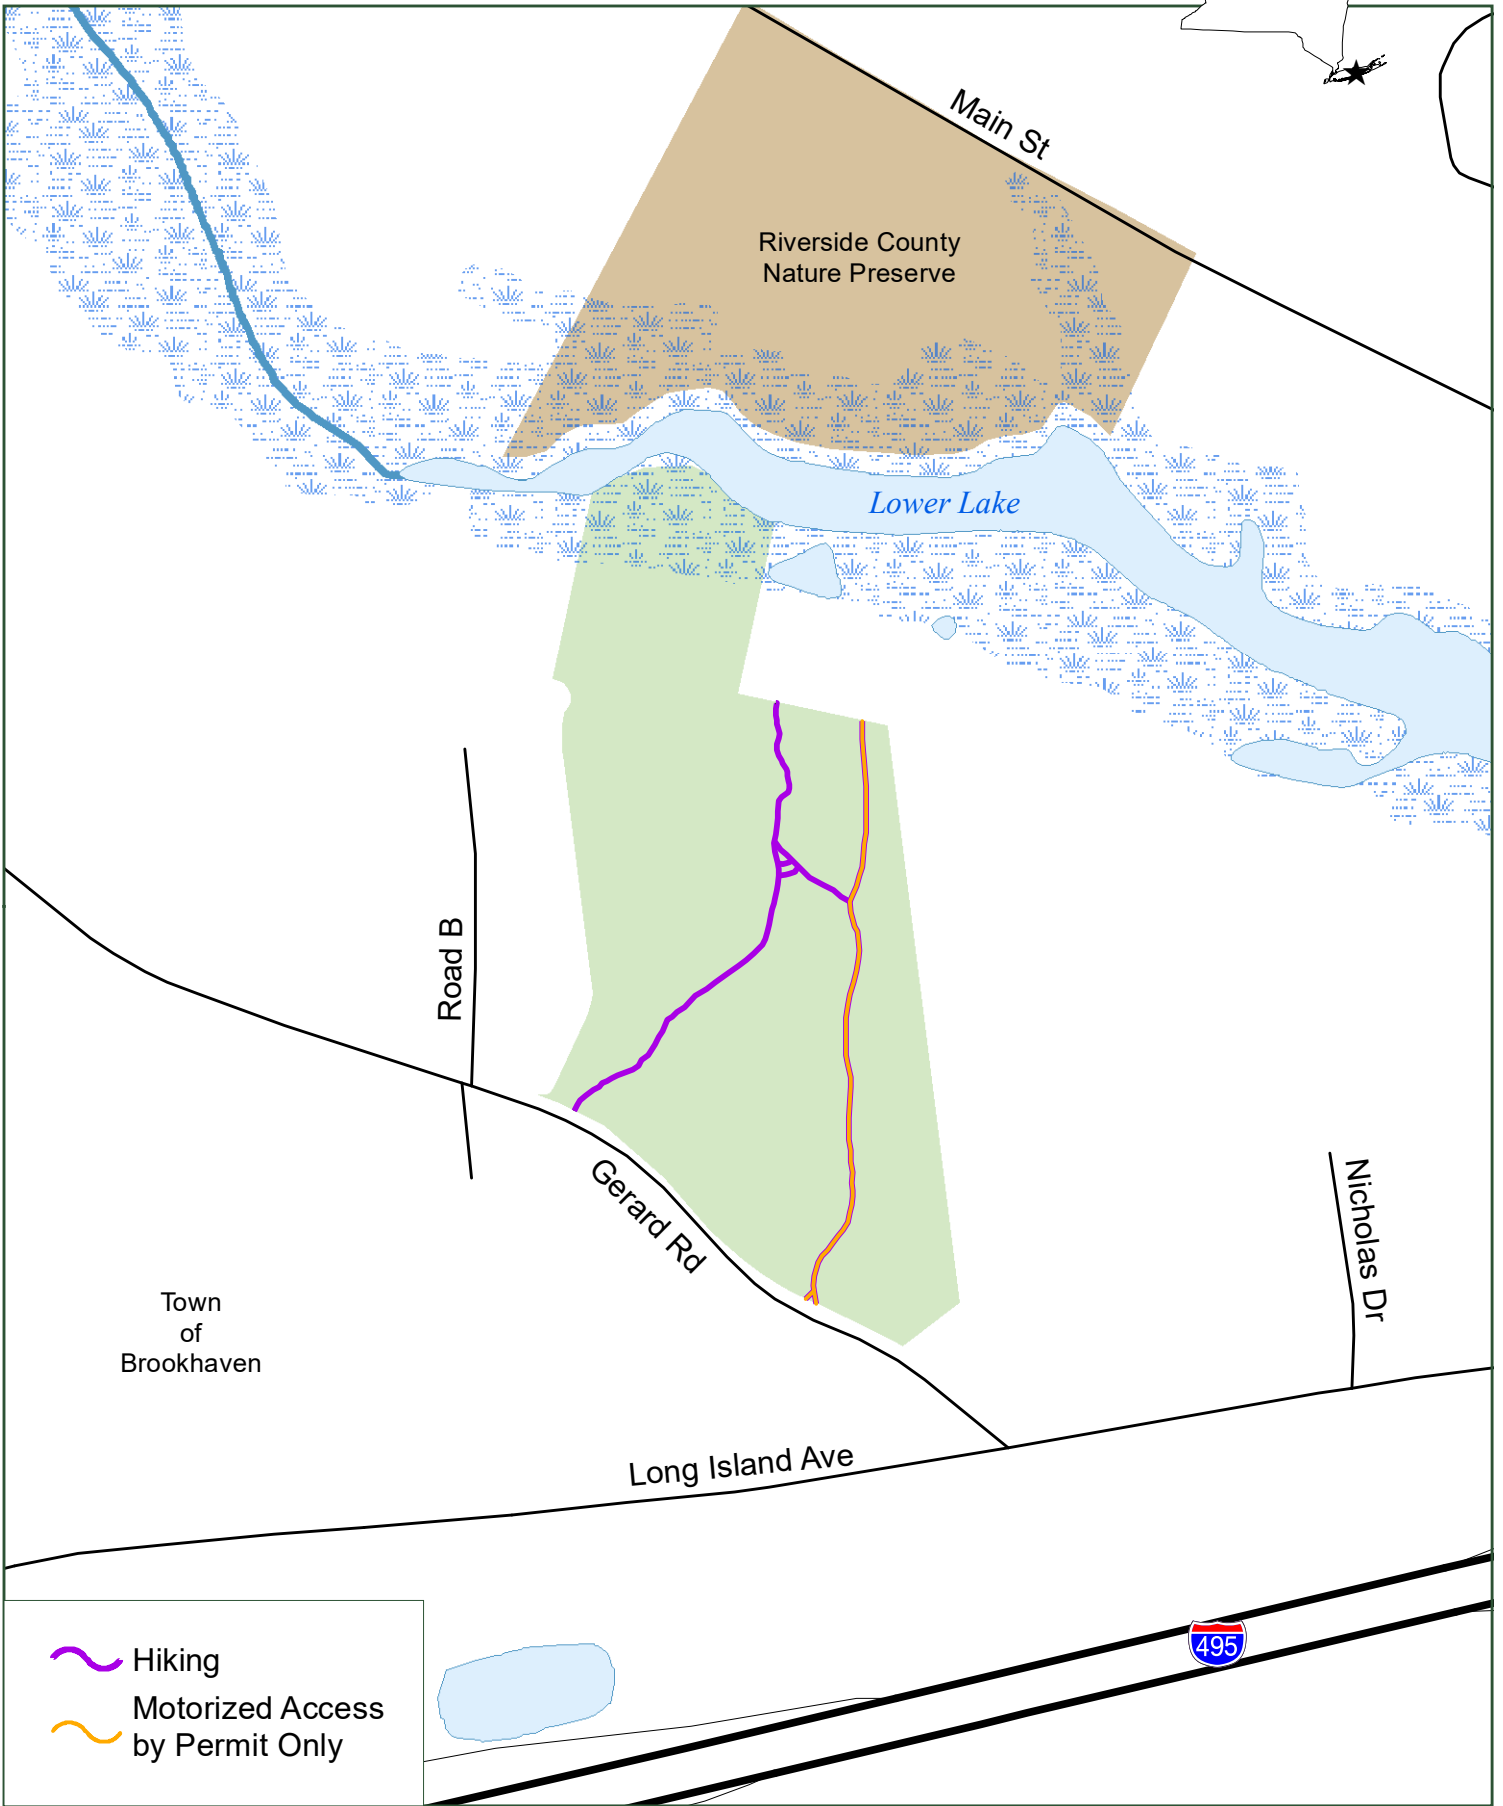 Main St
Riverside County
Nature Preserve
Lower Lake
Road B
Gerard Rd
Nicholas Dr
Town
of
Brookhaven
Long Island Ave
495
Hiking
Motorized Access
by Permit Only